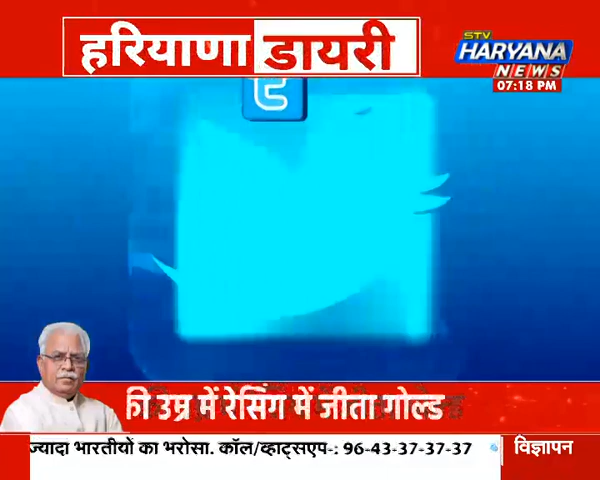 हरियाणा डायरी
STV
HARYANA
NEWS
07:18 PM
की उम्र में रेसिंग में जीता गोल्ड
ज्यादा भारतीयों का भरोसा. कॉल/व्हाट्सएप-: 96-43-37-37-37
विज्ञापन